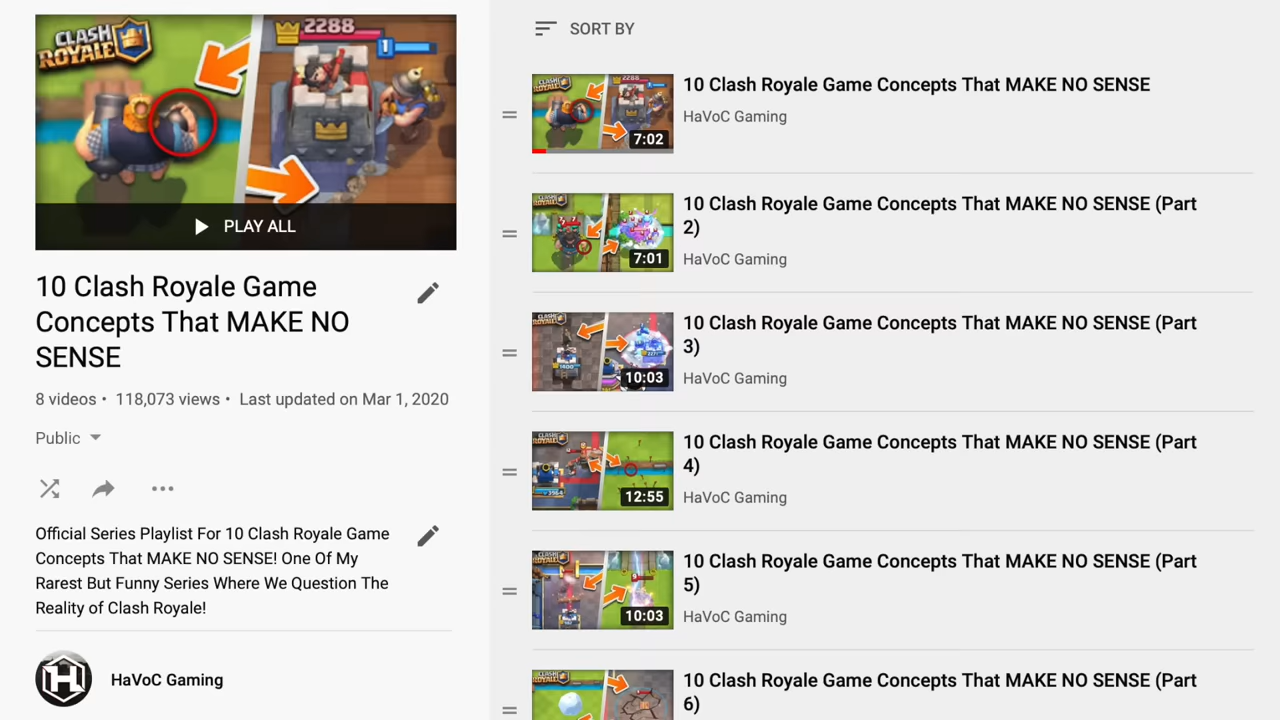 CLASH
ROYALE
2288
1
PLAY ALL
10 Clash Royale Game
Concepts That MAKE NO
SENSE
8 videos • 118,073 views • Last updated on Mar 1, 2020
Public
Official Series Playlist For 10 Clash Royale Game
Concepts That MAKE NO SENSE! One Of My
Rarest But Funny Series Where We Question The
Reality of Clash Royale!
HaVoC Gaming
SORT BY
7:02
10 Clash Royale Game Concepts That MAKE NO SENSE
HaVoC Gaming
7:01
10 Clash Royale Game Concepts That MAKE NO SENSE (Part
2)
HaVoC Gaming
10:03
10 Clash Royale Game Concepts That MAKE NO SENSE (Part
3)
HaVoC Gaming
12:55
10 Clash Royale Game Concepts That MAKE NO SENSE (Part
4)
HaVoC Gaming
10:03
10 Clash Royale Game Concepts That MAKE NO SENSE (Part
5)
HaVoC Gaming
10 Clash Royale Game Concepts That MAKE NO SENSE (Part
6)